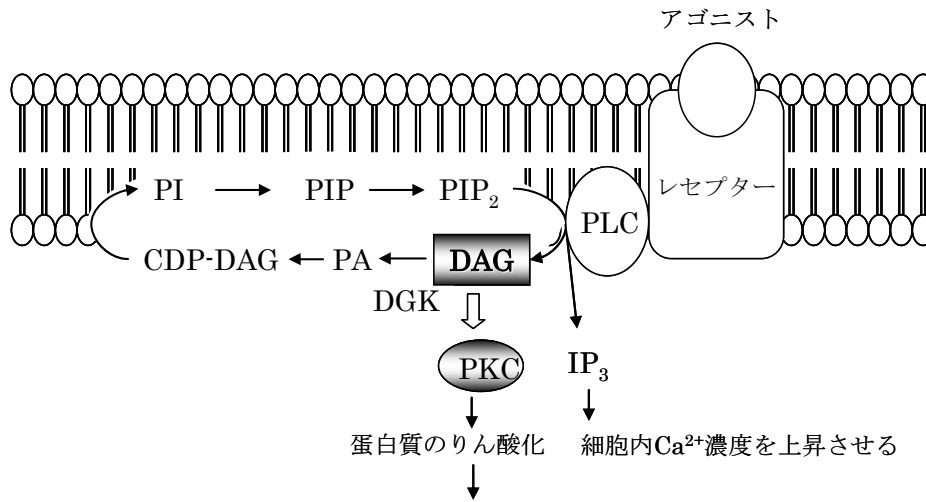 アゴニスト
レセプター
PI PIP PIP₂ PLC
CDP-DAG PA DAG
DGK
PKC IP₃
蛋白質のりん酸化 細胞内Ca²⁺濃度を上昇させる